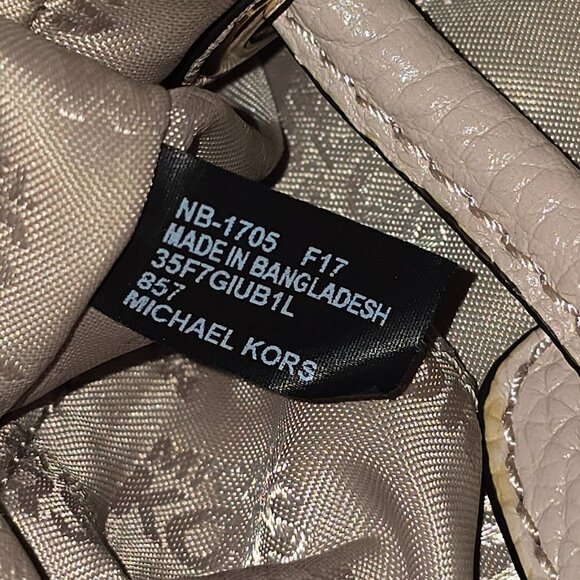 NB-1705 F17
MADE IN BANGLADESH
35F7GIUB1L
857
MICHAEL KORS